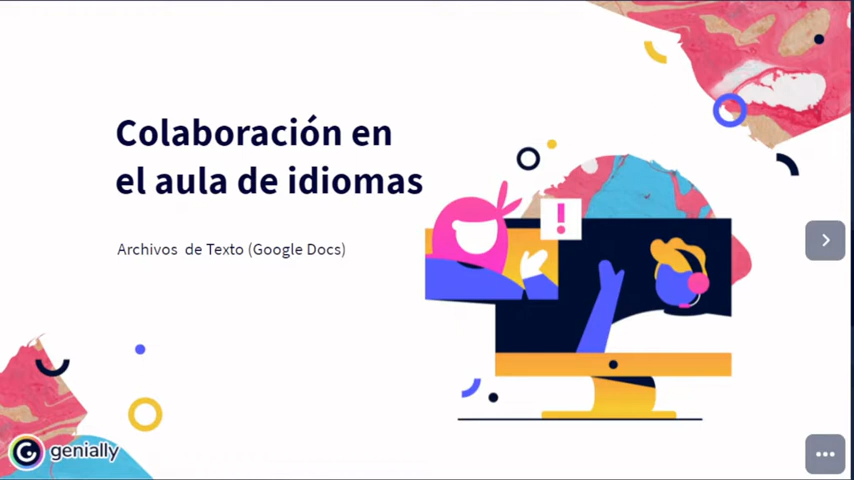 Colaboración en
el aula de idiomas
Archivos de Texto (Google Docs)
!
genially